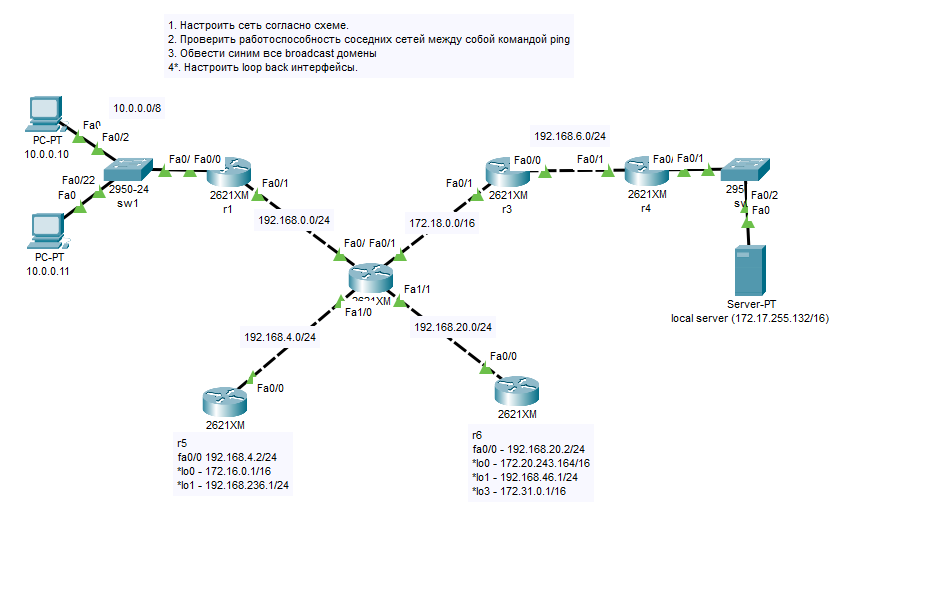 1. Настроить сеть согласно схеме.
2. Проверить работоспособность соседних сетей между собой командой ping
3. Обвести синим все broadcast домены
4*. Настроить loop back интерфейсы.
10.0.0.0/8
Fa0
Fa0/2
PC-PT
10.0.0.10
Fa0/22
Fa0
2950-24
sw1
PC-PT
10.0.0.11
Fa0/ Fa0/0
2621XM
r1
Fa0/1
192.168.0.0/24
Fa0/ Fa0/1
2621XM
Fa1/0
Fa1/1
172.18.0.0/16
Fa0/1
Fa0/0
2621XM
r3
192.168.6.0/24
Fa0/1
Fa0/ Fa0/1
2621XM
r4
295
sw
Fa0/2
Fa0
Server-PT
local server (172.17.255.132/16)
192.168.4.0/24
Fa0/0
2621XM
r5
fa0/0 192.168.4.2/24
*lo0 - 172.16.0.1/16
*lo1 - 192.168.236.1/24
192.168.20.0/24
Fa0/0
2621XM
r6
fa0/0 - 192.168.20.2/24
*lo0 - 172.20.243.164/16
*lo1 - 192.168.46.1/24
*lo3 - 172.31.0.1/16